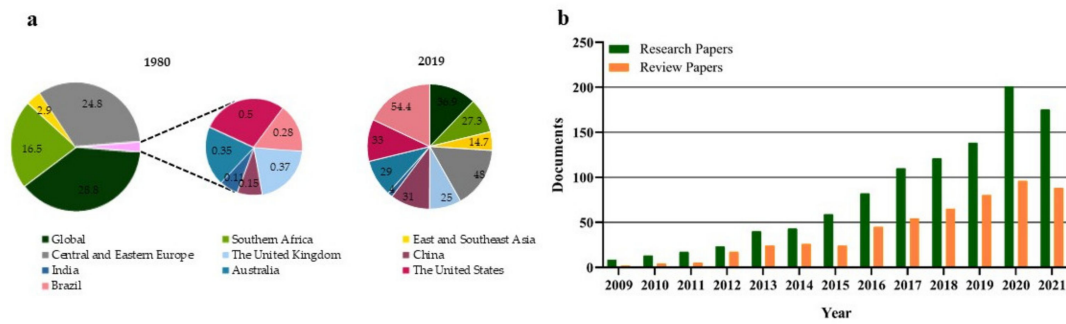 a
1980
2019
24.8
2.9
16.5
28.8
0.5
0.28
0.37
0.15
0.11
0.35
54.4
36.9
27.3
14.7
48
25
31
4
29
33
Global
Southern Africa
East and Southeast Asia
Central and Eastern Europe
The United Kingdom
China
India
Australia
The United States
Brazil
b
250
200
150
100
50
0
Documents
Research Papers
Review Papers
2009 2010 2011 2012 2013 2014 2015 2016 2017 2018 2019 2020 2021
Year